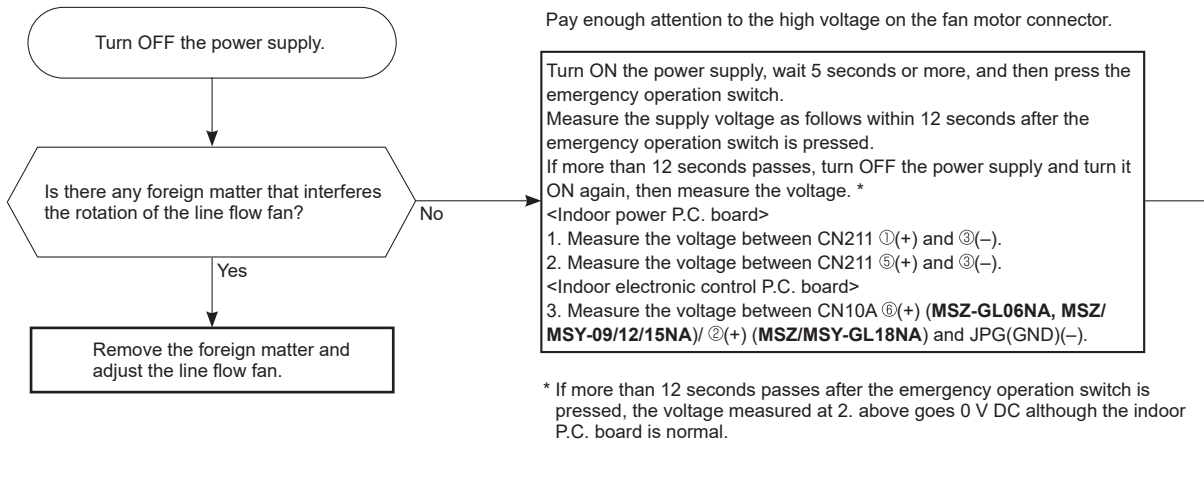 Turn OFF the power supply.
Is there any foreign matter that interferes
the rotation of the line flow fan?
No
Yes
Remove the foreign matter and
adjust the line flow fan.
Pay enough attention to the high voltage on the fan motor connector.
Turn ON the power supply, wait 5 seconds or more, and then press the
emergency operation switch.
Measure the supply voltage as follows within 12 seconds after the
emergency operation switch is pressed.
If more than 12 seconds passes, turn OFF the power supply and turn it
ON again, then measure the voltage. *
<Indoor power P.C. board>
1. Measure the voltage between CN211 ①(+) and ③(–).
2. Measure the voltage between CN211 ⑤(+) and ③(–).
<Indoor electronic control P.C. board>
3. Measure the voltage between CN10A ⑥(+) (MSZ-GL06NA, MSZ/
MSY-09/12/15NA)/ ②(+) (MSZ/MSY-GL18NA) and JPG(GND)(–).
* If more than 12 seconds passes after the emergency operation switch is
pressed, the voltage measured at 2. above goes 0 V DC although the indoor
P.C. board is normal.